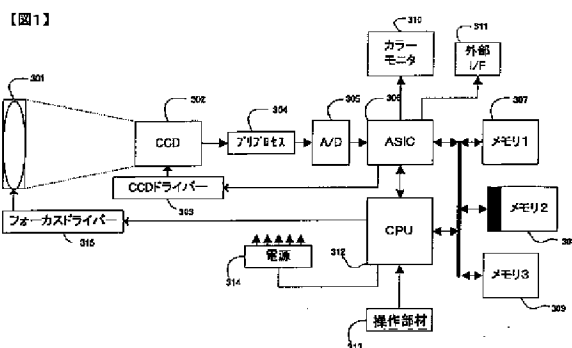 【図1】
301
302
CCD
304
プリプロセス
305
A/D
306
ASIC
310
カラー
モニタ
311
外部
I/F
307
メモリ1
CCDドライバー
303
フォーカスドライバー
315
CPU
312
メモリ2
電源
314
メモリ3
309
操作部材